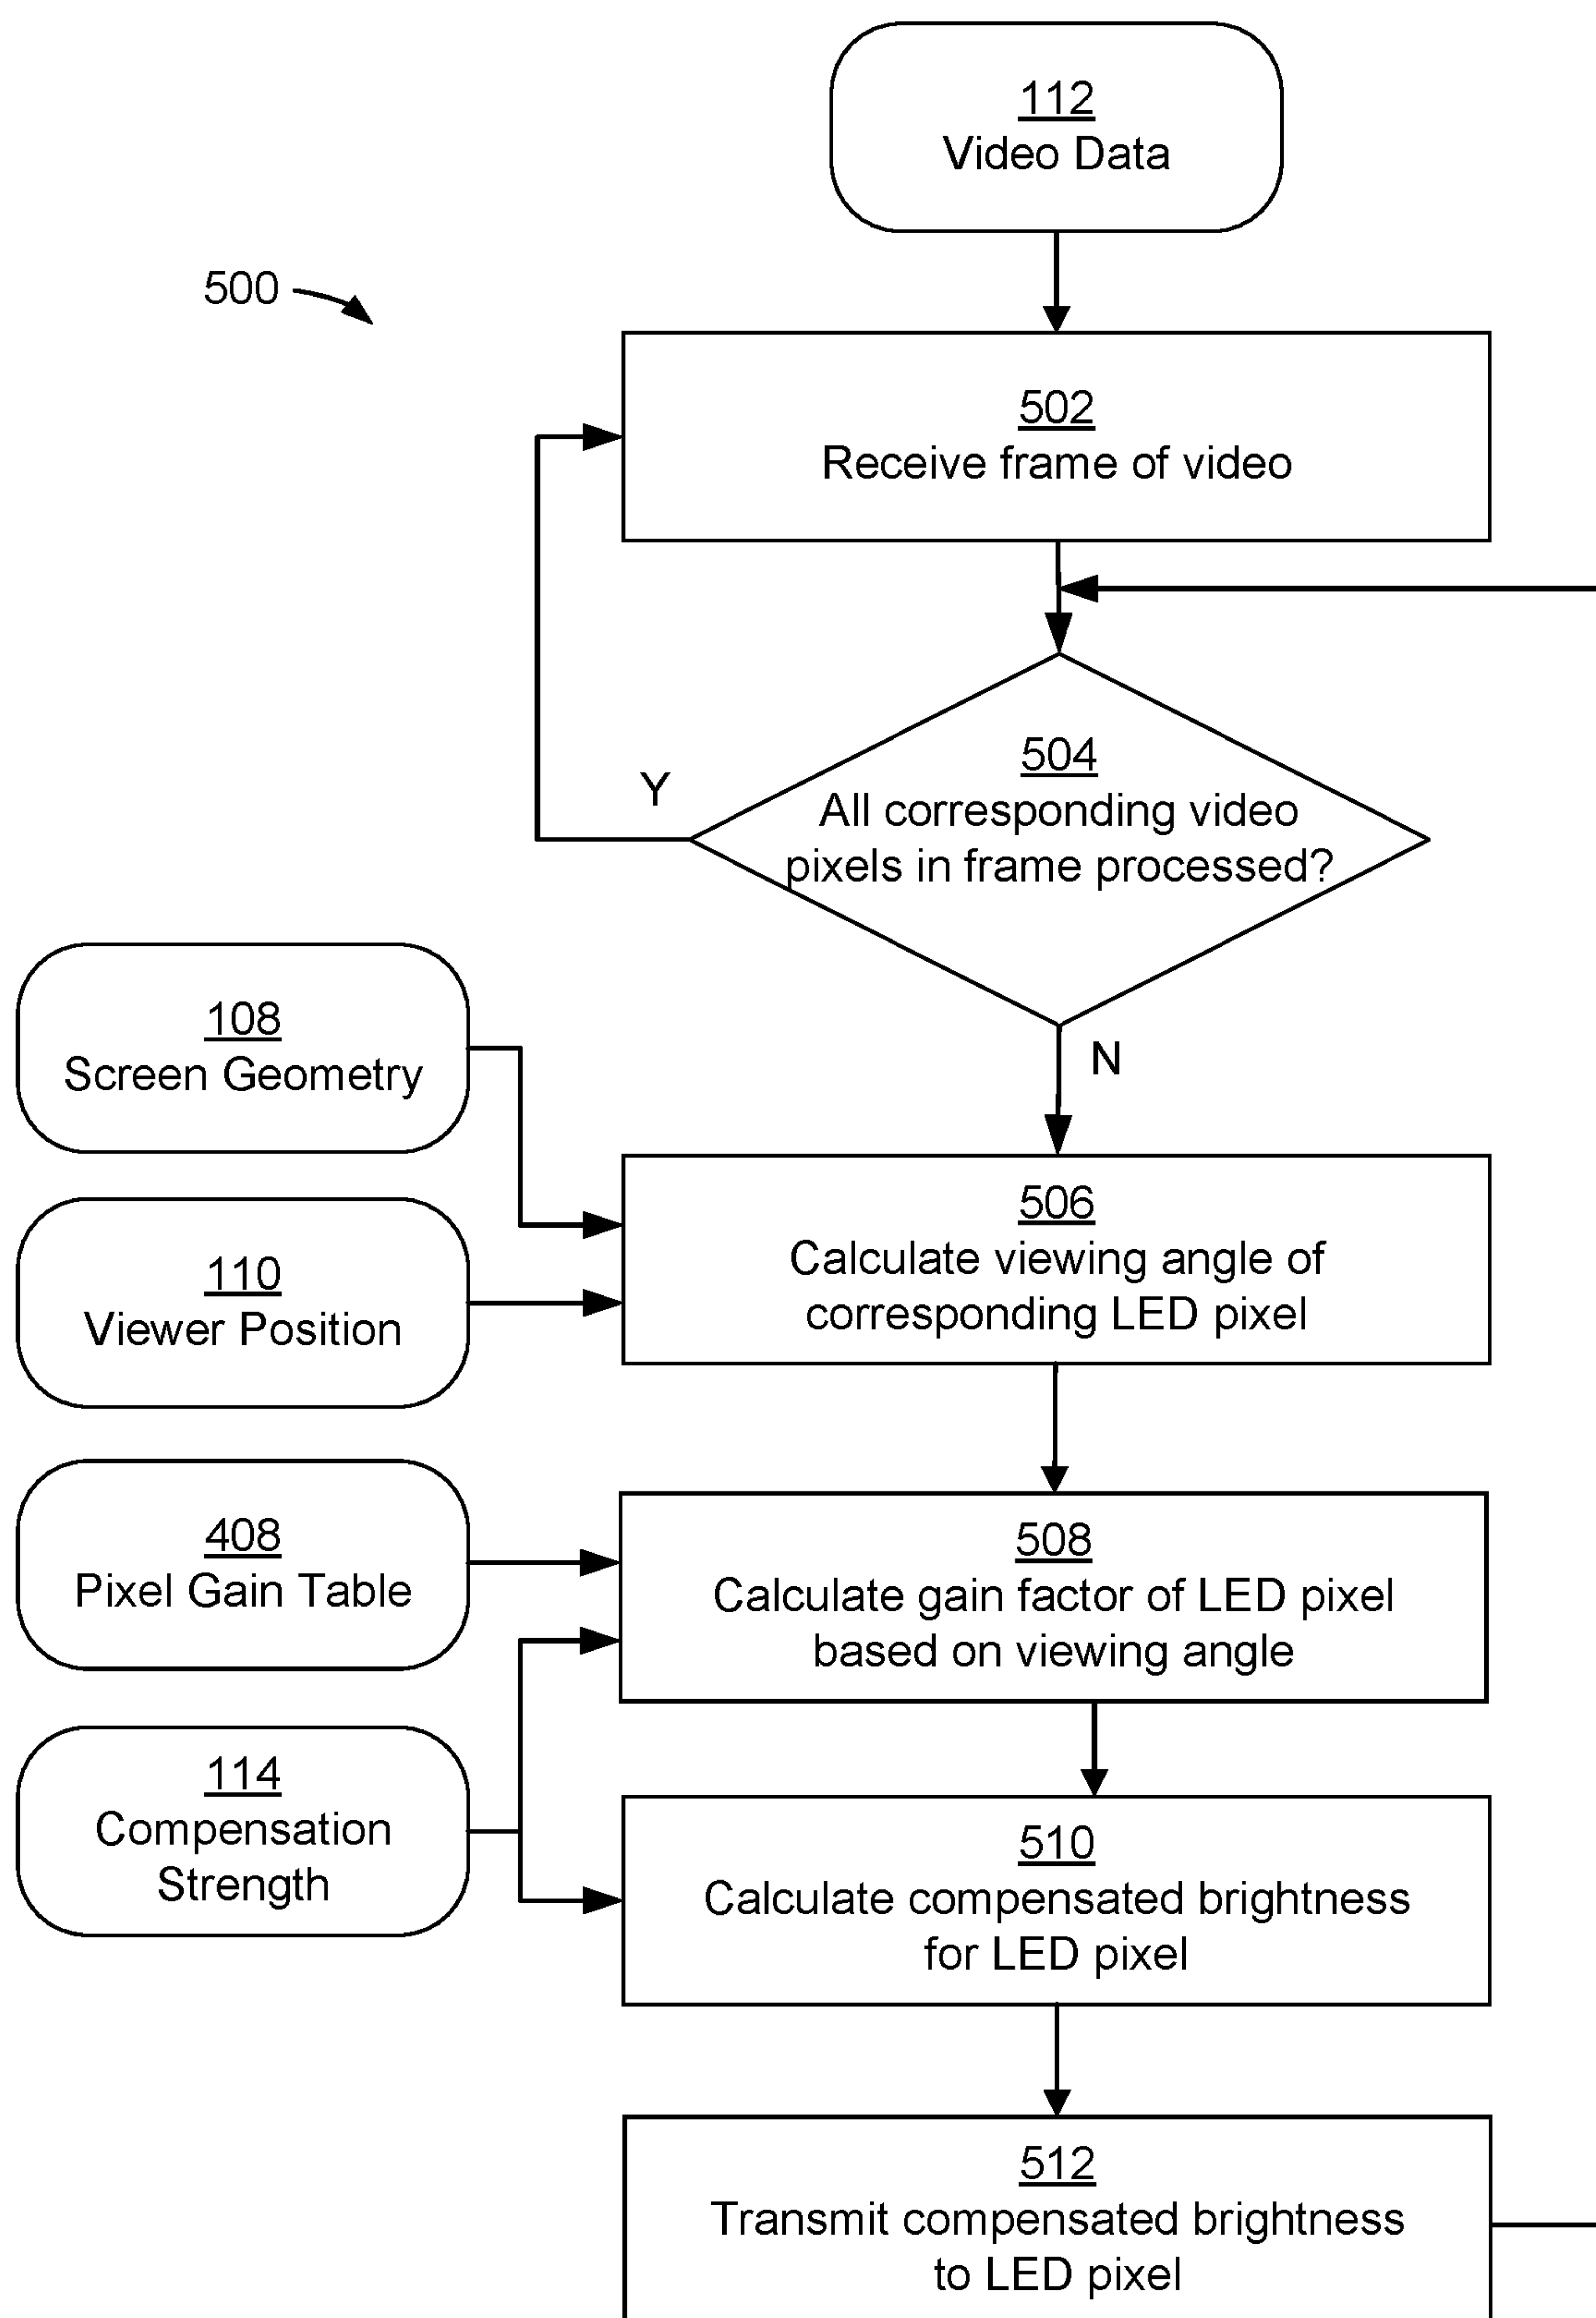 112
Video Data
500
502
Receive frame of video
504
All corresponding video
pixels in frame processed?
Y
N
108
Screen Geometry
110
Viewer Position
506
Calculate viewing angle of
corresponding LED pixel
408
Pixel Gain Table
508
Calculate gain factor of LED pixel
based on viewing angle
114
Compensation
Strength
510
Calculate compensated brightness
for LED pixel
512
Transmit compensated brightness
to LED pixel